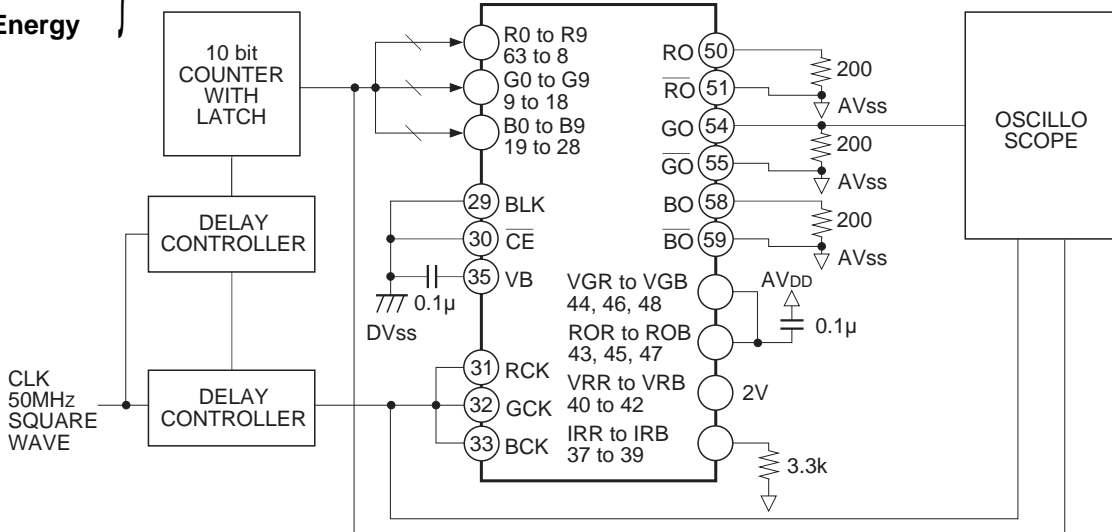 Energy
10 bit
COUNTER
WITH
LATCH
DELAY
CONTROLLER
CLK
50MHz
SQUARE
WAVE
DELAY
CONTROLLER
R0 to R9
63 to 8
G0 to G9
9 to 18
B0 to B9
19 to 28
29 BLK
30 CE
35 VB
0.1μ
DVss
31 RCK
32 GCK
33 BCK
RO 50
RO 51
GO 54
GO 55
BO 58
BO 59
VGR to VGB
44, 46, 48
ROR to ROB
43, 45, 47
VRR to VRB
40 to 42
IRR to IRB
37 to 39
200
AVss
200
AVss
200
AVss
AVDD
0.1μ
2V
3.3k
OSCILLO
SCOPE